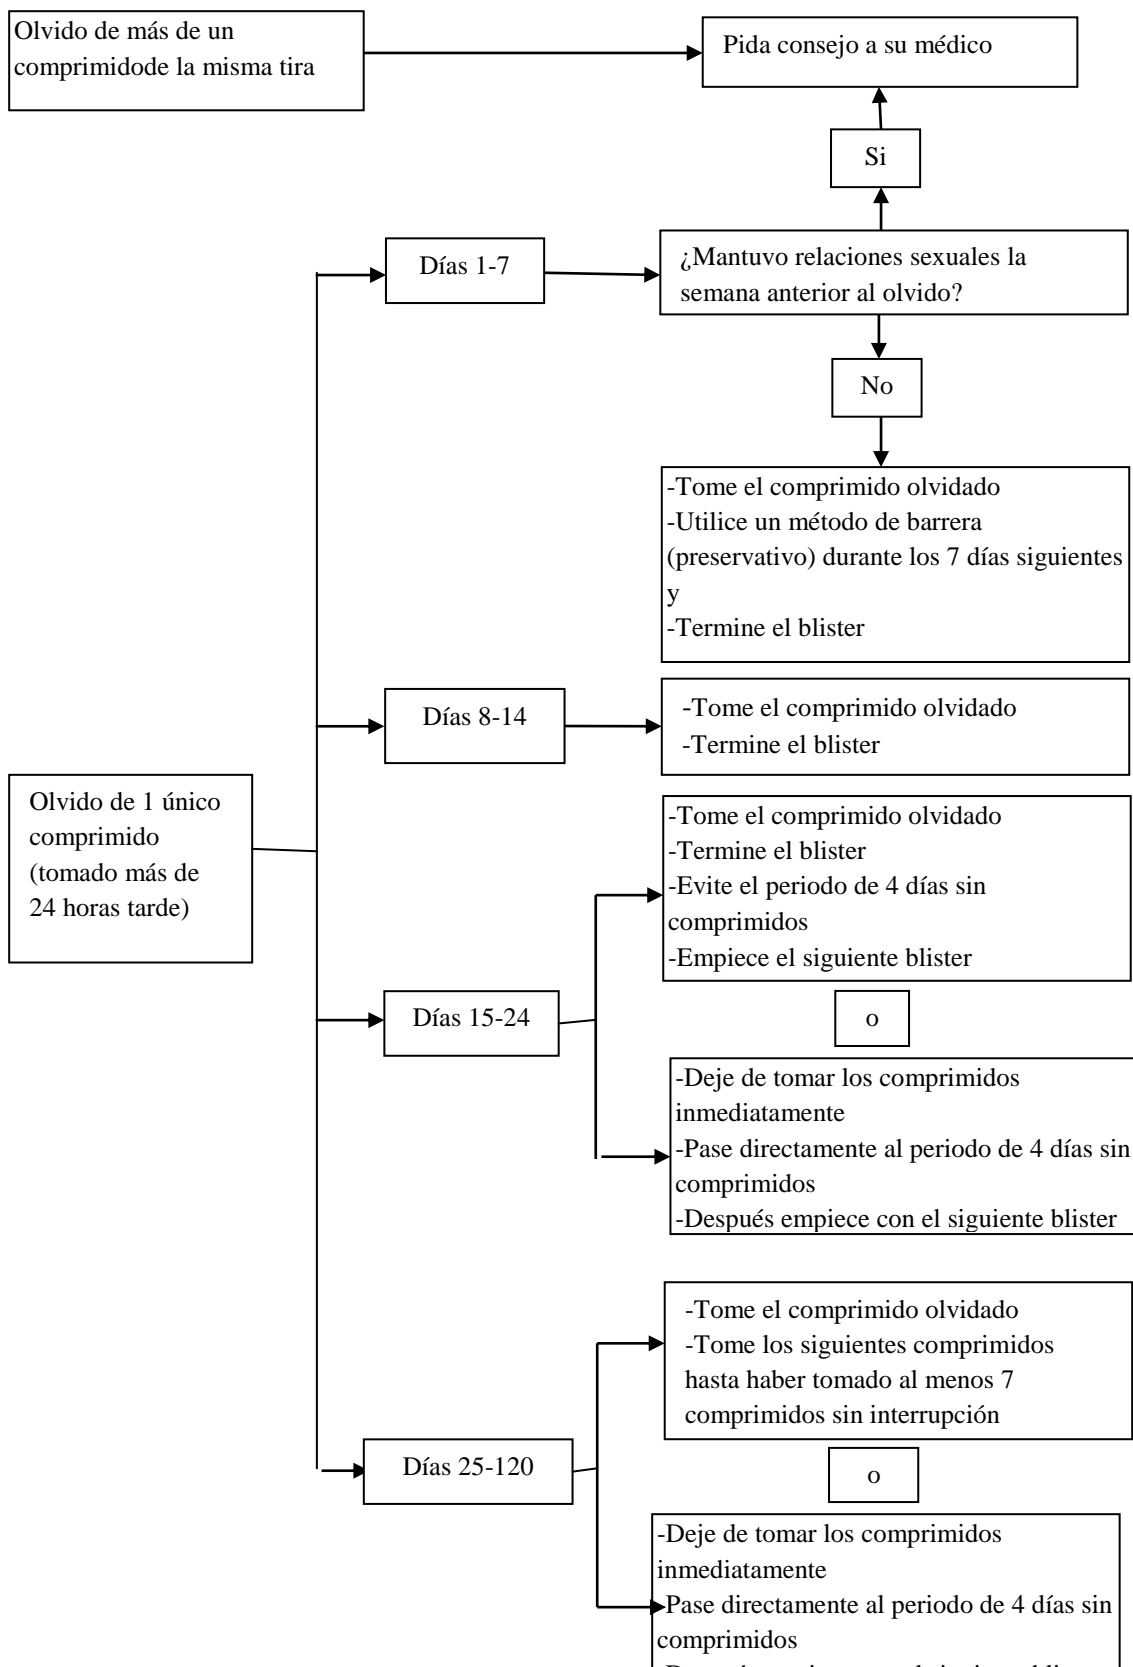 Olvido de más de un
comprimidode la misma tira
Pida consejo a su médico
Si
Días 1-7
¿Mantuvo relaciones sexuales la
semana anterior al olvido?
No
-Tome el comprimido olvidado
-Utilice un método de barrera
(preservativo) durante los 7 días siguientes
y
-Termine el blister
Días 8-14
-Tome el comprimido olvidado
-Termine el blister
Olvido de 1 único
comprimido
(tomado más de
24 horas tarde)
-Tome el comprimido olvidado
-Termine el blister
-Evite el periodo de 4 días sin
comprimidos
-Empiece el siguiente blister
Días 15-24
o
-Deje de tomar los comprimidos
inmediatamente
-Pase directamente al periodo de 4 días sin
comprimidos
-Después empiece con el siguiente blister
-Tome el comprimido olvidado
-Tome los siguientes comprimidos
hasta haber tomado al menos 7
comprimidos sin interrupción
Días 25-120
o
-Deje de tomar los comprimidos
inmediatamente
-Pase directamente al periodo de 4 días sin
comprimidos